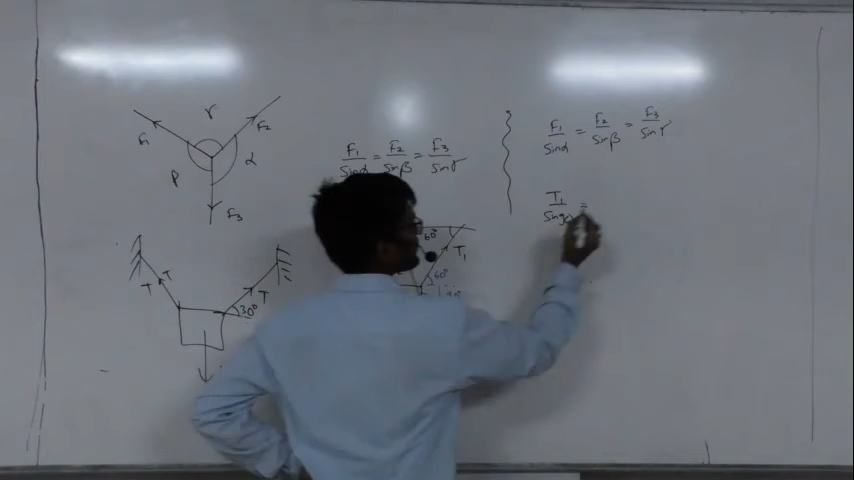 γ
F₁
F₂
α
β
F₃
F₁/Sinα = F₂/Sinβ = F₃/Sinγ
F₁/Sinα = F₂/Sinβ = F₃/Sinγ
T₁/Sin =
60°
T₁
60°
T
T
T
30°